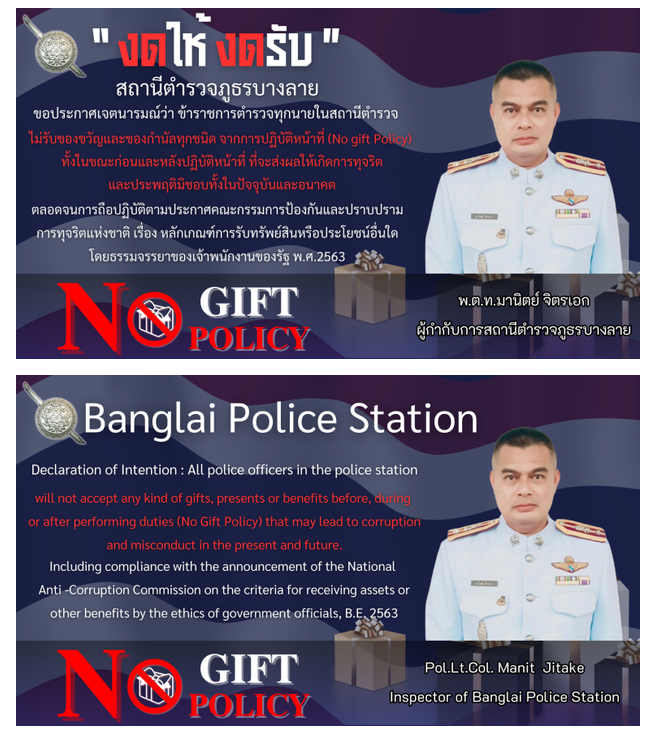 " งดให้ งดรับ "
สถานีตำรวจภูธรบางลาย
ขอประกาศเจตนารมณ์ว่า ข้าราชการตำรวจทุกนายในสถานีตำรวจ
ไม่รับของขวัญและของกำนัลทุกชนิด จากการปฏิบัติหน้าที่ (No gift Policy)
ทั้งในขณะก่อนและหลังปฏิบัติหน้าที่ ที่จะส่งผลให้เกิดการทุจริต
และประพฤติมิชอบทั้งในปัจจุบันและอนาคต
ตลอดจนการถือปฏิบัติตามประกาศคณะกรรมการป้องกันและปราบปราม
การทุจริตแห่งชาติ เรื่อง หลักเกณฑ์การรับทรัพย์สินหรือประโยชน์อื่นใด
โดยธรรมจรรยาของเจ้าพนักงานของรัฐ พ.ศ.2563
NO GIFT
POLICY
พ.ต.ท.มานิตย์ จิตรเอก
ผู้กำกับการสถานีตำรวจภูธรบางลาย
Banglai Police Station
Declaration of Intention : All police officers in the police station
will not accept any kind of gifts, presents or benefits before, during
or after performing duties (No Gift Policy) that may lead to corruption
and misconduct in the present and future.
Including compliance with the announcement of the National
Anti -Corruption Commission on the criteria for receiving assets or
other benefits by the ethics of government officials, B.E. 2563
NO GIFT
POLICY
Pol.Lt.Col. Manit Jitake
Inspector of Banglai Police Station